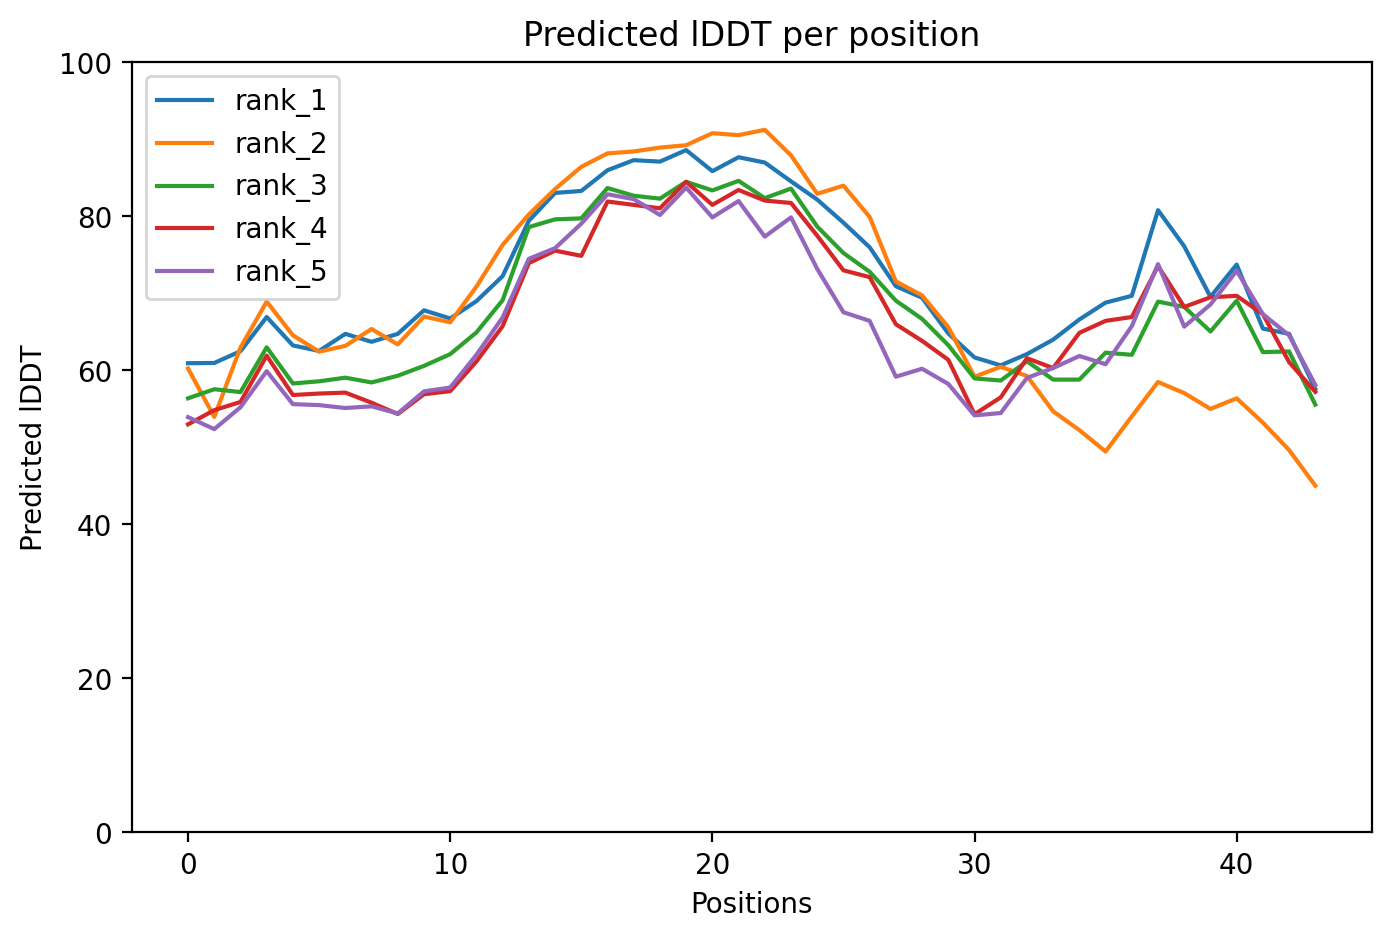 Predicted lDDT per position
100
80
60
40
20
0
Predicted lDDT
rank_1
rank_2
rank_3
rank_4
rank_5
0 10 20 30 40
Positions